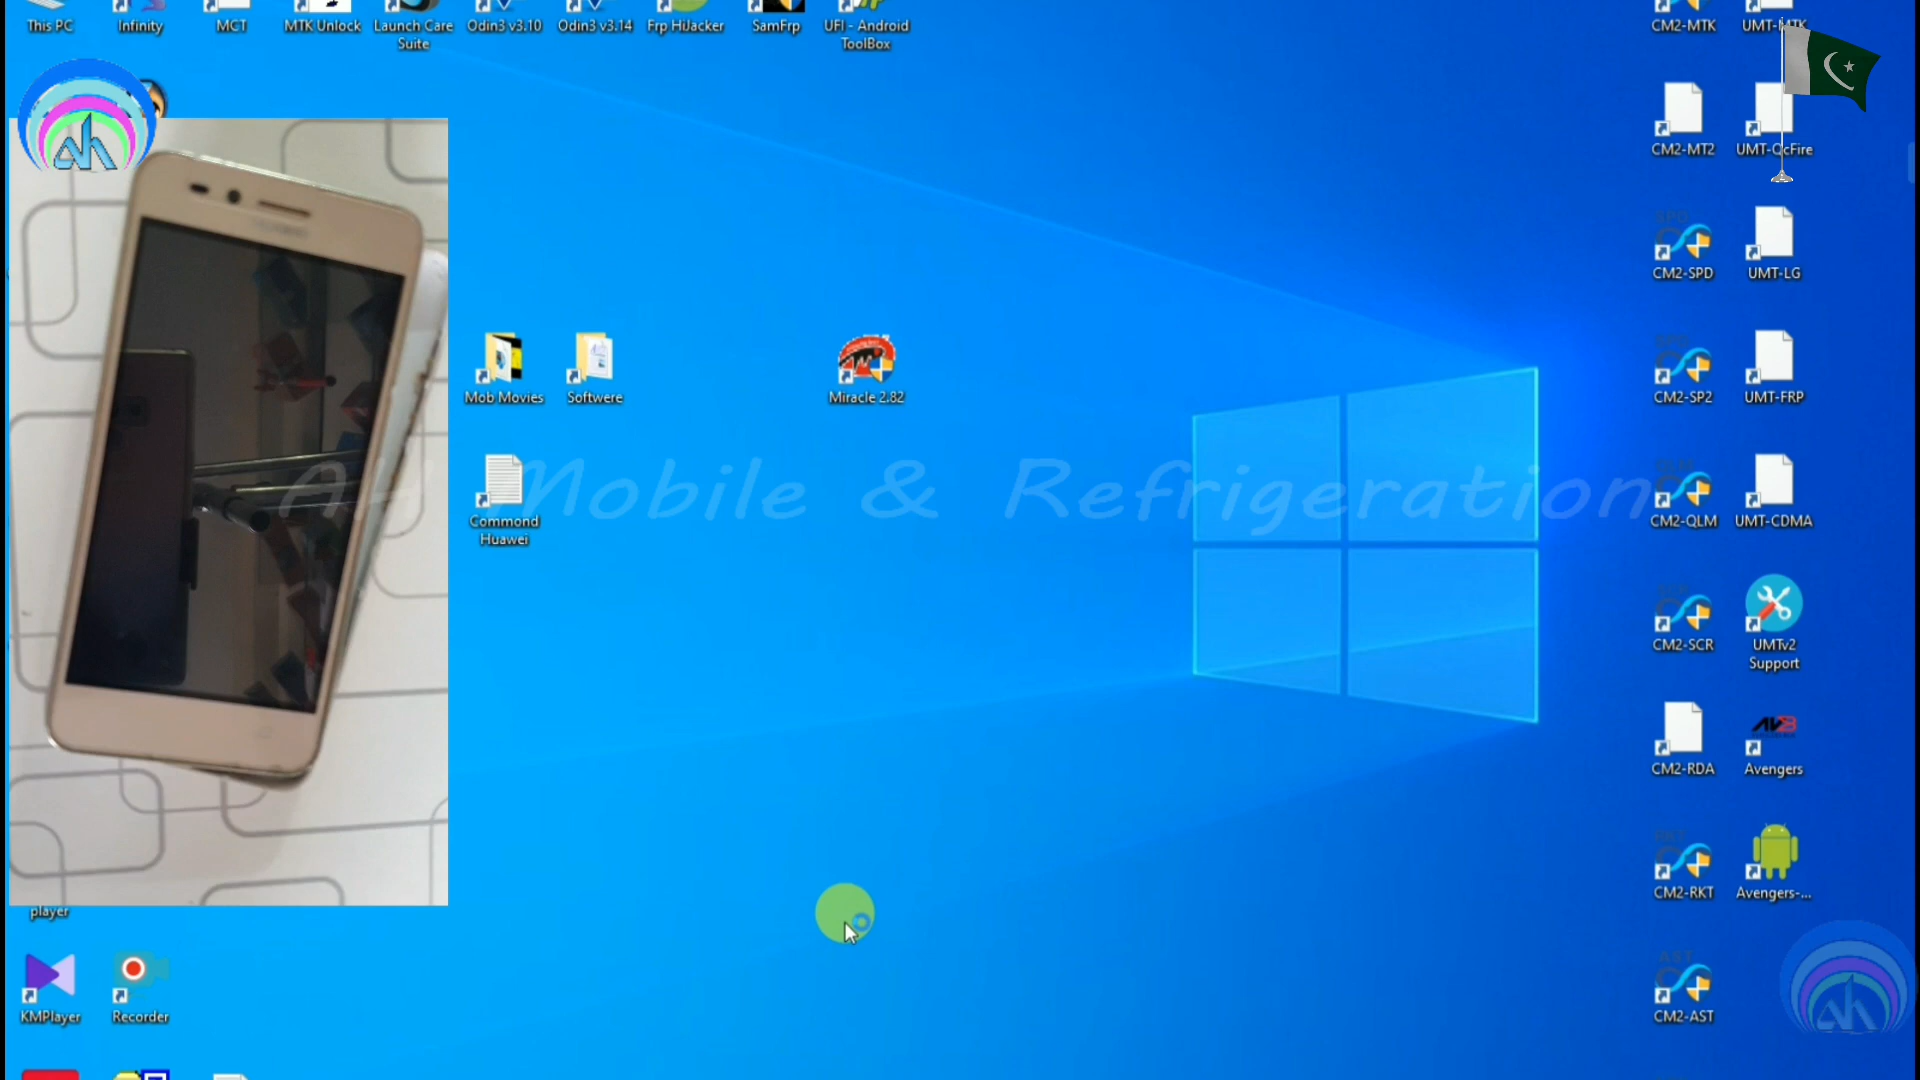 This PC
Infinity
MCT
MTK Unlock
Launch Care
Suite
Odin3 v3.10
Odin3 v3.14
Frp HiJacker
SamFrp
UFI - Android
ToolBox
CM2-MTK
UMT-MTK
CM2-MT2
UMT-QcFire
CM2-SPD
UMT-LG
Mob Movies
Softwere
Miracle 2.82
CM2-SP2
UMT-FRP
AH Mobile & Refrigeration
Commond
Huawei
CM2-QLM
UMT-CDMA
CM2-SCR
UMTv2
Support
CM2-RDA
Avengers
CM2-RKT
Avengers-...
player
KMPlayer
Recorder
CM2-AST